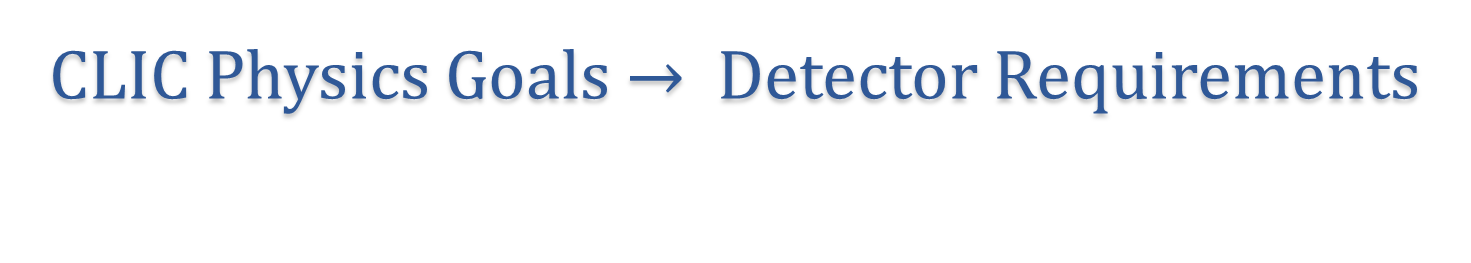 CLIC Physics Goals → Detector Requirements